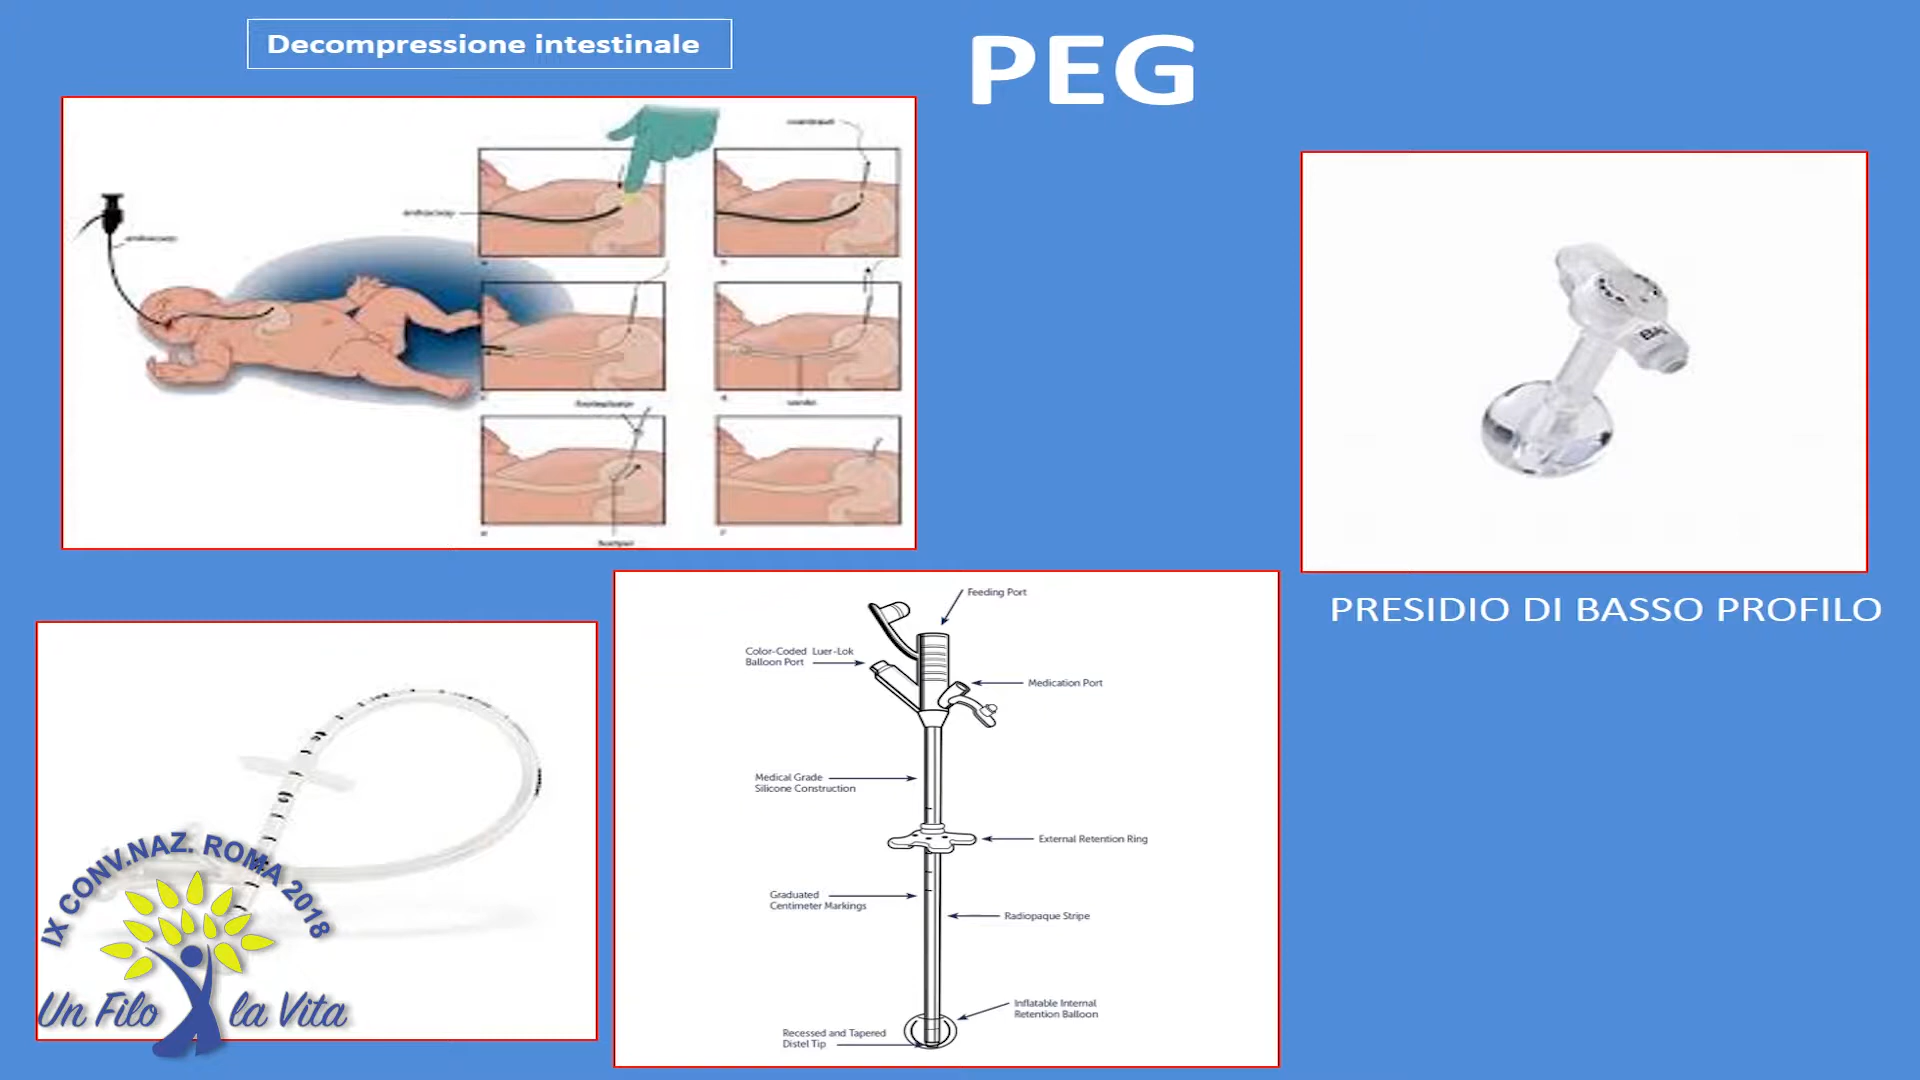 Decompressione intestinale
PEG
PRESIDIO DI BASSO PROFILO
Feeding Port
Color-Coded Luer-Lok
Balloon Port
Medication Port
Medical Grade
Silicone Construction
External Retention Ring
Graduated
Centimeter Markings
Radiopaque Stripe
Inflatable Internal
Retention Balloon
Recessed and Tapered
Distel Tip
IX CONV.NAZ. ROMA 2018
Un Filo la Vita